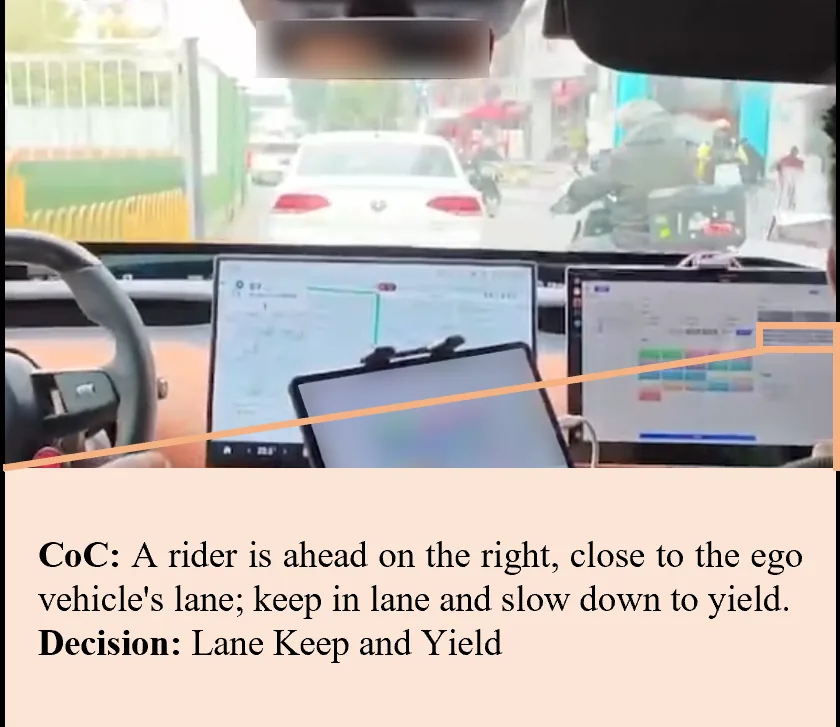 CoC: A rider is ahead on the right, close to the ego
vehicle's lane; keep in lane and slow down to yield.
Decision: Lane Keep and Yield